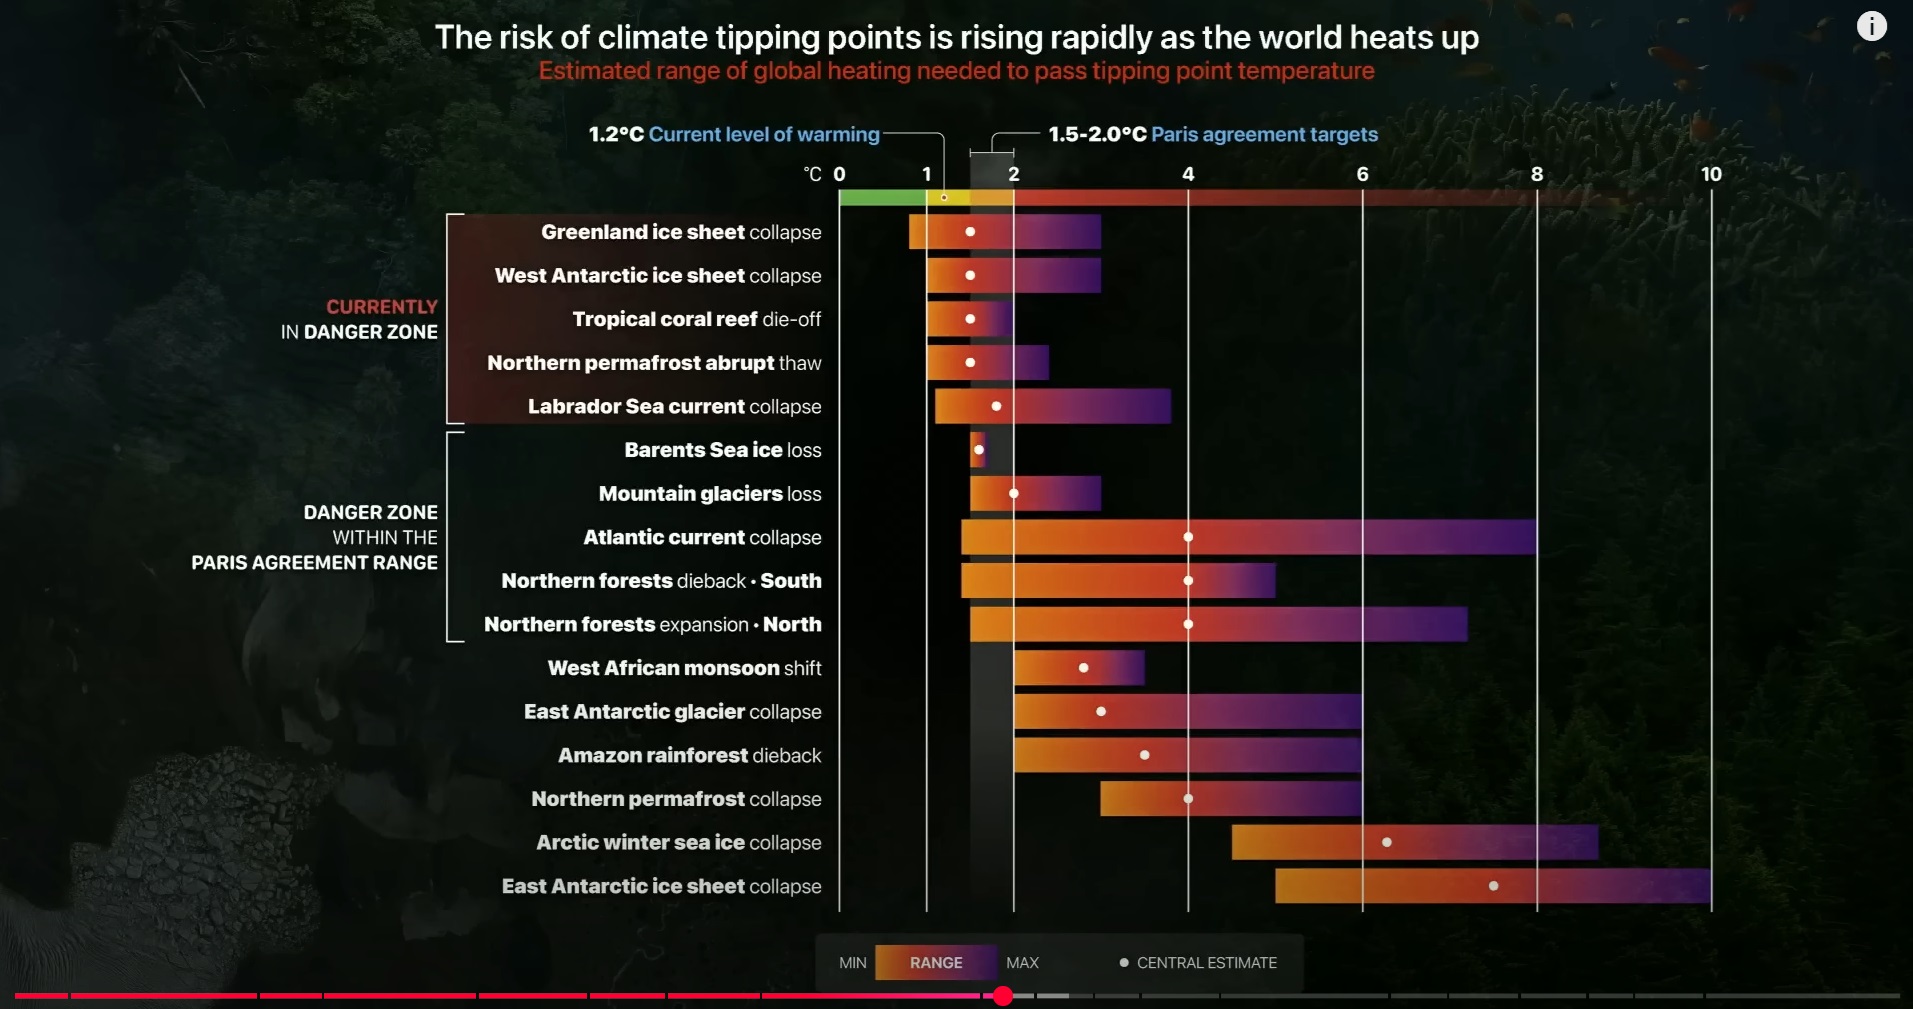 The risk of climate tipping points is rising rapidly as the world heats up
Estimated range of global heating needed to pass tipping point temperature
i
1.2°C Current level of warming
1.5-2.0°C Paris agreement targets
°C 0 1 2 4 6 8 10
CURRENTLY
IN DANGER ZONE
Greenland ice sheet collapse
West Antarctic ice sheet collapse
Tropical coral reef die-off
Northern permafrost abrupt thaw
Labrador Sea current collapse
DANGER ZONE
WITHIN THE
PARIS AGREEMENT RANGE
Barents Sea ice loss
Mountain glaciers loss
Atlantic current collapse
Northern forests dieback • South
Northern forests expansion • North
West African monsoon shift
East Antarctic glacier collapse
Amazon rainforest dieback
Northern permafrost collapse
Arctic winter sea ice collapse
East Antarctic ice sheet collapse
MIN RANGE MAX
CENTRAL ESTIMATE